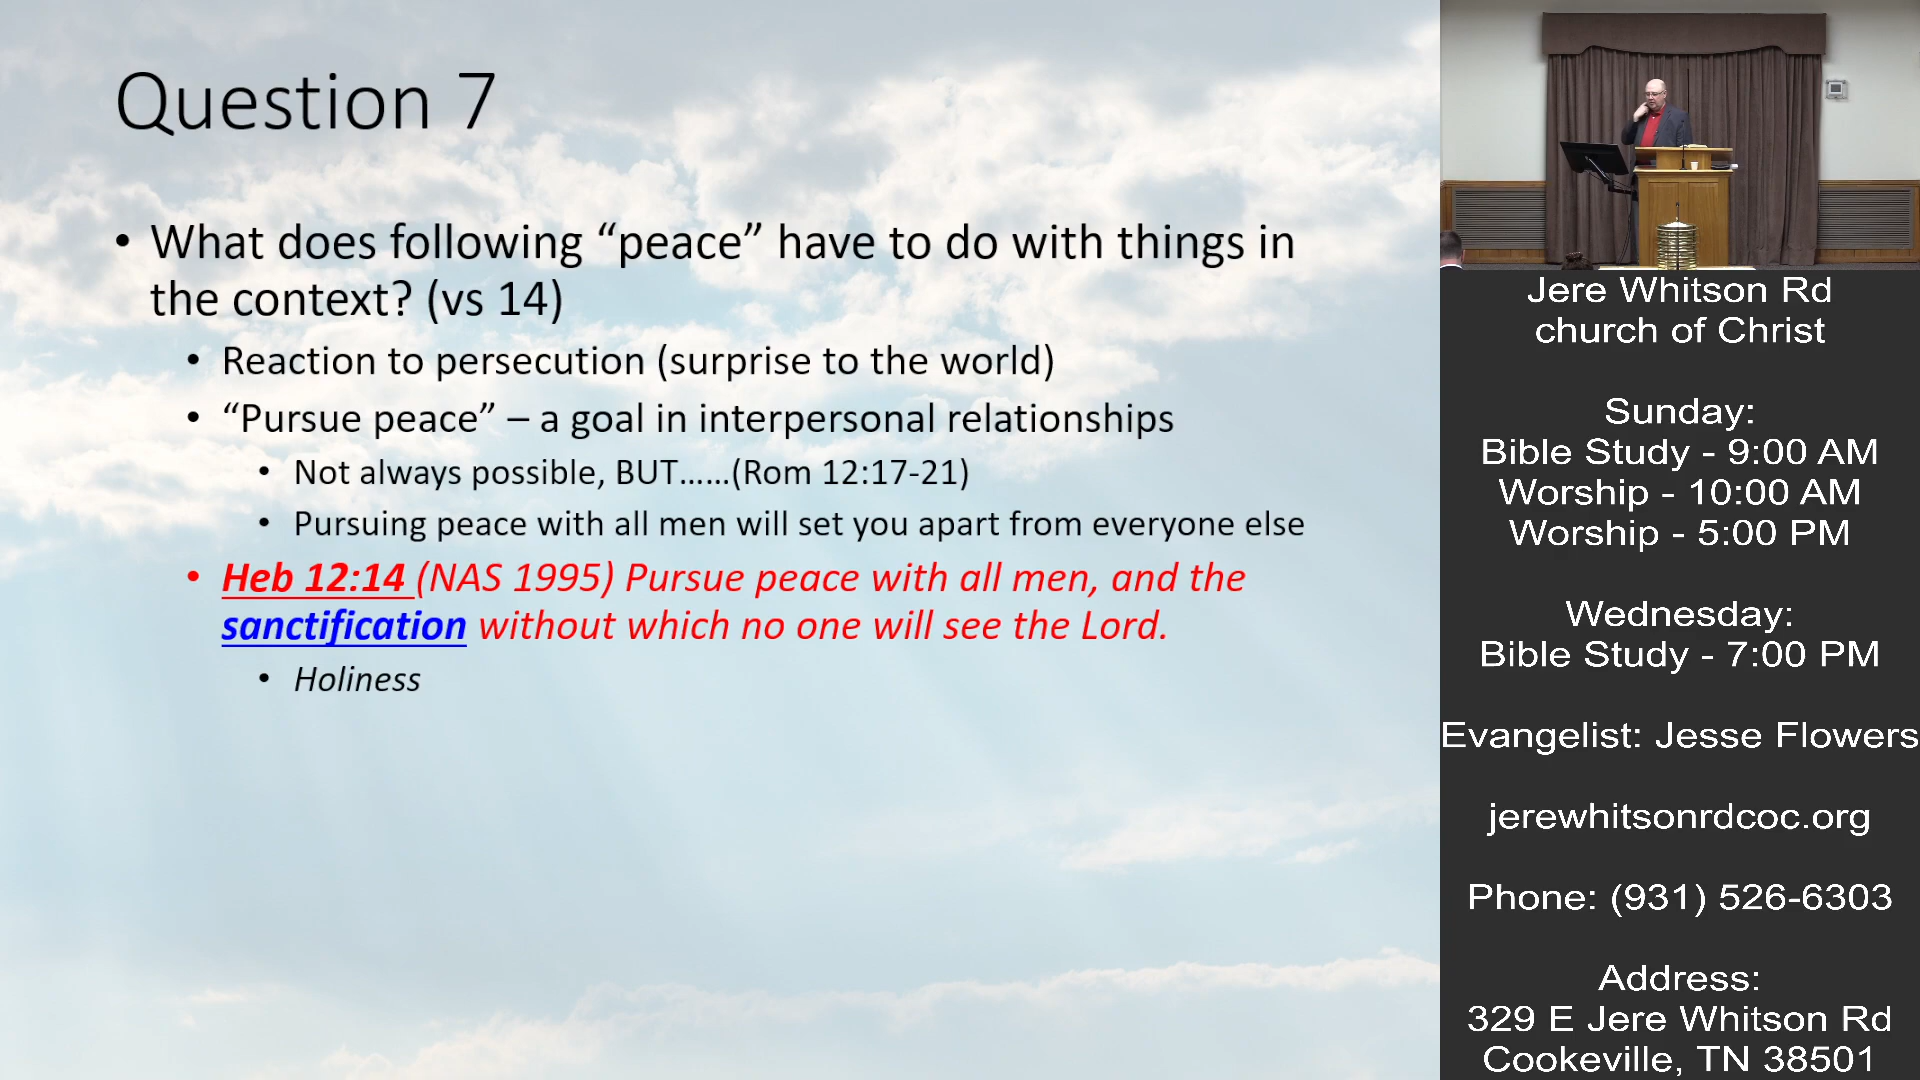 Question 7
• What does following “peace” have to do with things in
the context? (vs 14)
• Reaction to persecution (surprise to the world)
• “Pursue peace” – a goal in interpersonal relationships
• Not always possible, BUT......(Rom 12:17-21)
• Pursuing peace with all men will set you apart from everyone else
• Heb 12:14 (NAS 1995) Pursue peace with all men, and the
sanctification without which no one will see the Lord.
• Holiness
Jere Whitson Rd
church of Christ
Sunday:
Bible Study - 9:00 AM
Worship - 10:00 AM
Worship - 5:00 PM
Wednesday:
Bible Study - 7:00 PM
Evangelist: Jesse Flowers
jerewhitsonrdcoc.org
Phone: (931) 526-6303
Address:
329 E Jere Whitson Rd
Cookeville, TN 38501